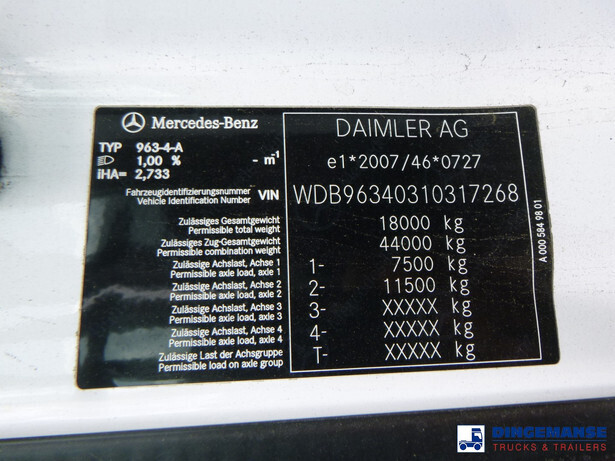 Mercedes-Benz
TYP 963-4-A
1,00 % - m⁻¹
iHA= 2,733
Fahrzeugidentifizierungsnummer
Vehicle Identification Number VIN
Zulässiges Gesamtgewicht
Permissible total weight
Zulässiges Zug-Gesamtgewicht
Permissible combination weight
Zulässige Achslast, Achse 1
Permissible axle load, axle 1
Zulässige Achslast, Achse 2
Permissible axle load, axle 2
Zulässige Achslast, Achse 3
Permissible axle load, axle 3
Zulässige Achslast, Achse 4
Permissible axle load, axle 4
Zulässige Last der Achsgruppe
Permissible load on axle group
DAIMLER AG
e1*2007/46*0727
WDB96340310317268
18000 kg
44000 kg
1- 7500 kg
2- 11500 kg
3- XXXXX kg
4- XXXXX kg
T- XXXXX kg
A 000 584 98 01
DINGEMANSE
TRUCKS & TRAILERS